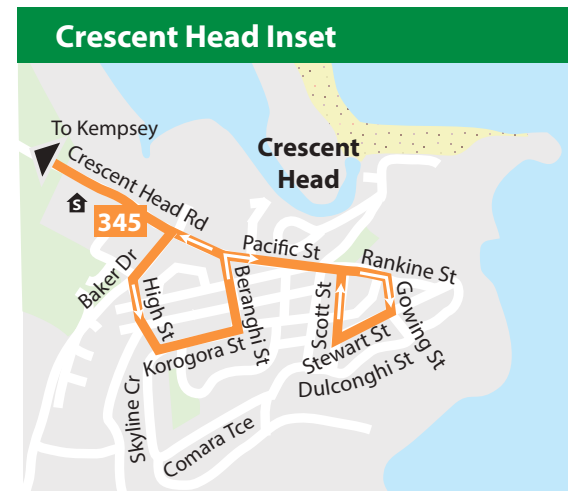 Crescent Head Inset
To Kempsey
Crescent
Head
Crescent Head Rd
S
345
Pacific St
Rankine St
Baker Dr
High St
Beranghi St
Scott St
Gowing St
Korogora St
Stewart St
Dulconghi St
Skyline Cr
Comara Tce